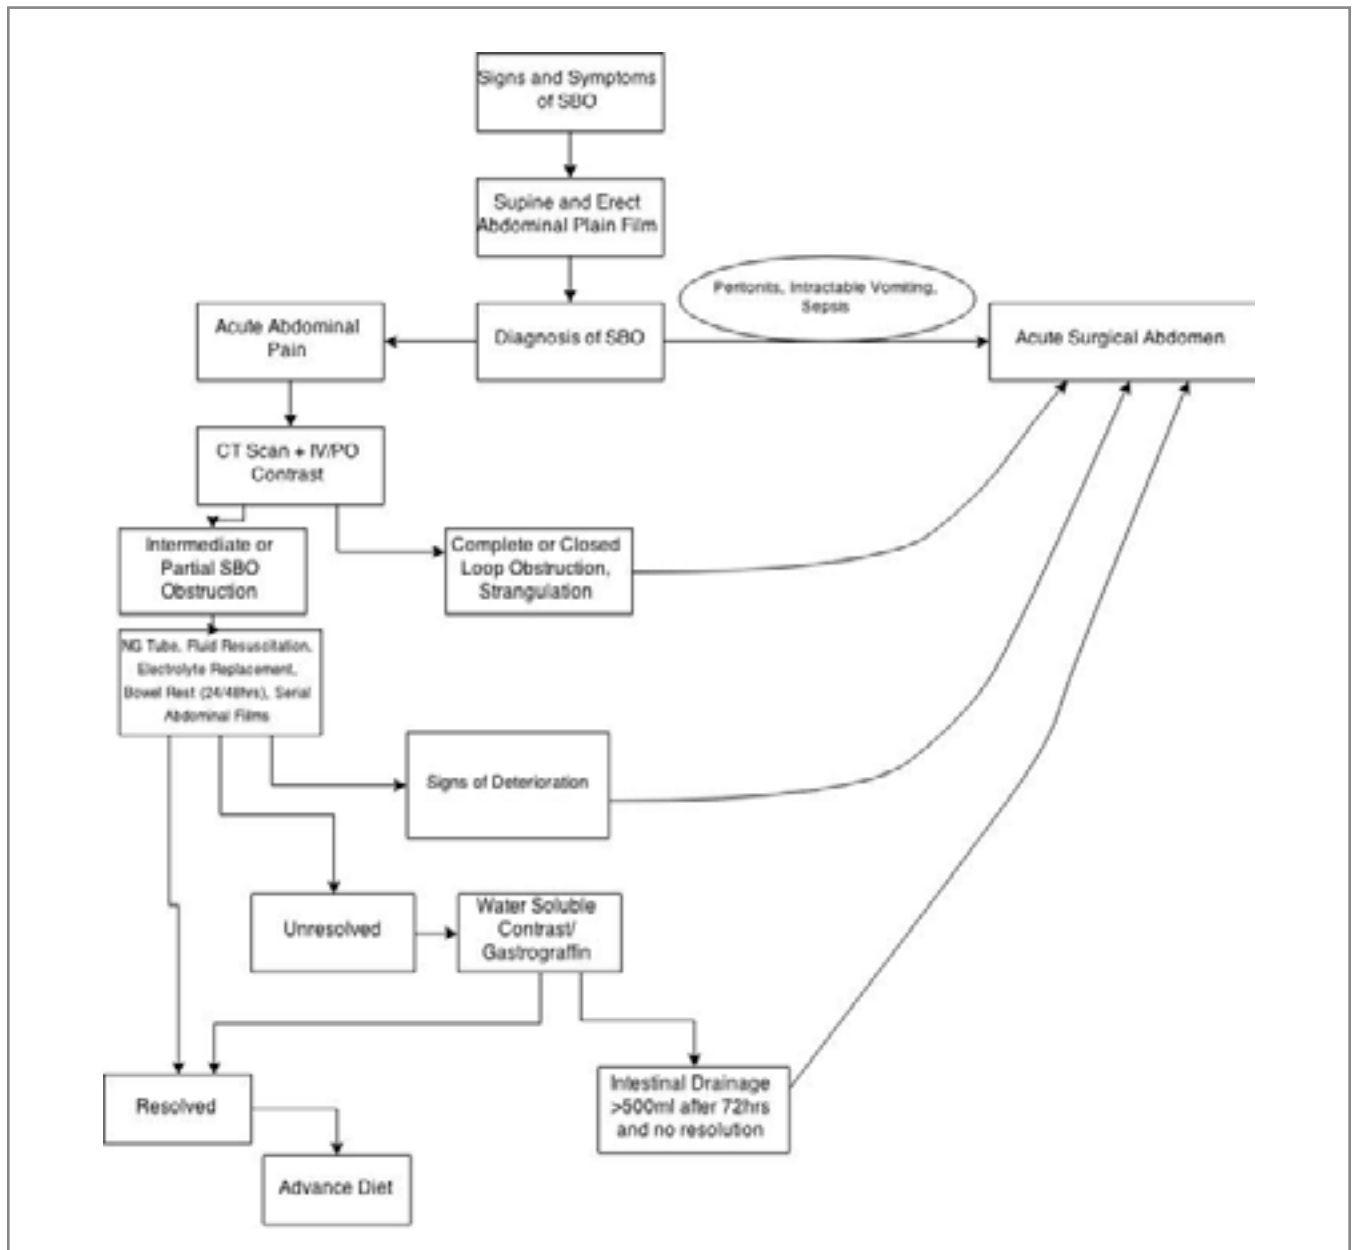 Signs and Symptoms
of SBO
Supine and Erect
Abdominal Plain Film
Peritonits, Intractable Vomiting,
Sepsis
Acute Abdominal
Pain
Diagnosis of SBO
Acute Surgical Abdomen
CT Scan + IV/PO
Contrast
Intermediate or
Partial SBO
Obstruction
Complete or Closed
Loop Obstruction,
Strangulation
NG Tube, Fluid Resuscitation,
Electrolyte Replacement,
Bowel Rest (24/48hrs), Serial
Abdominal Films
Signs of Deterioration
Unresolved
Water Soluble
Contrast/
Gastrograffin
Resolved
Intestinal Drainage
>500ml after 72hrs
and no resolution
Advance Diet